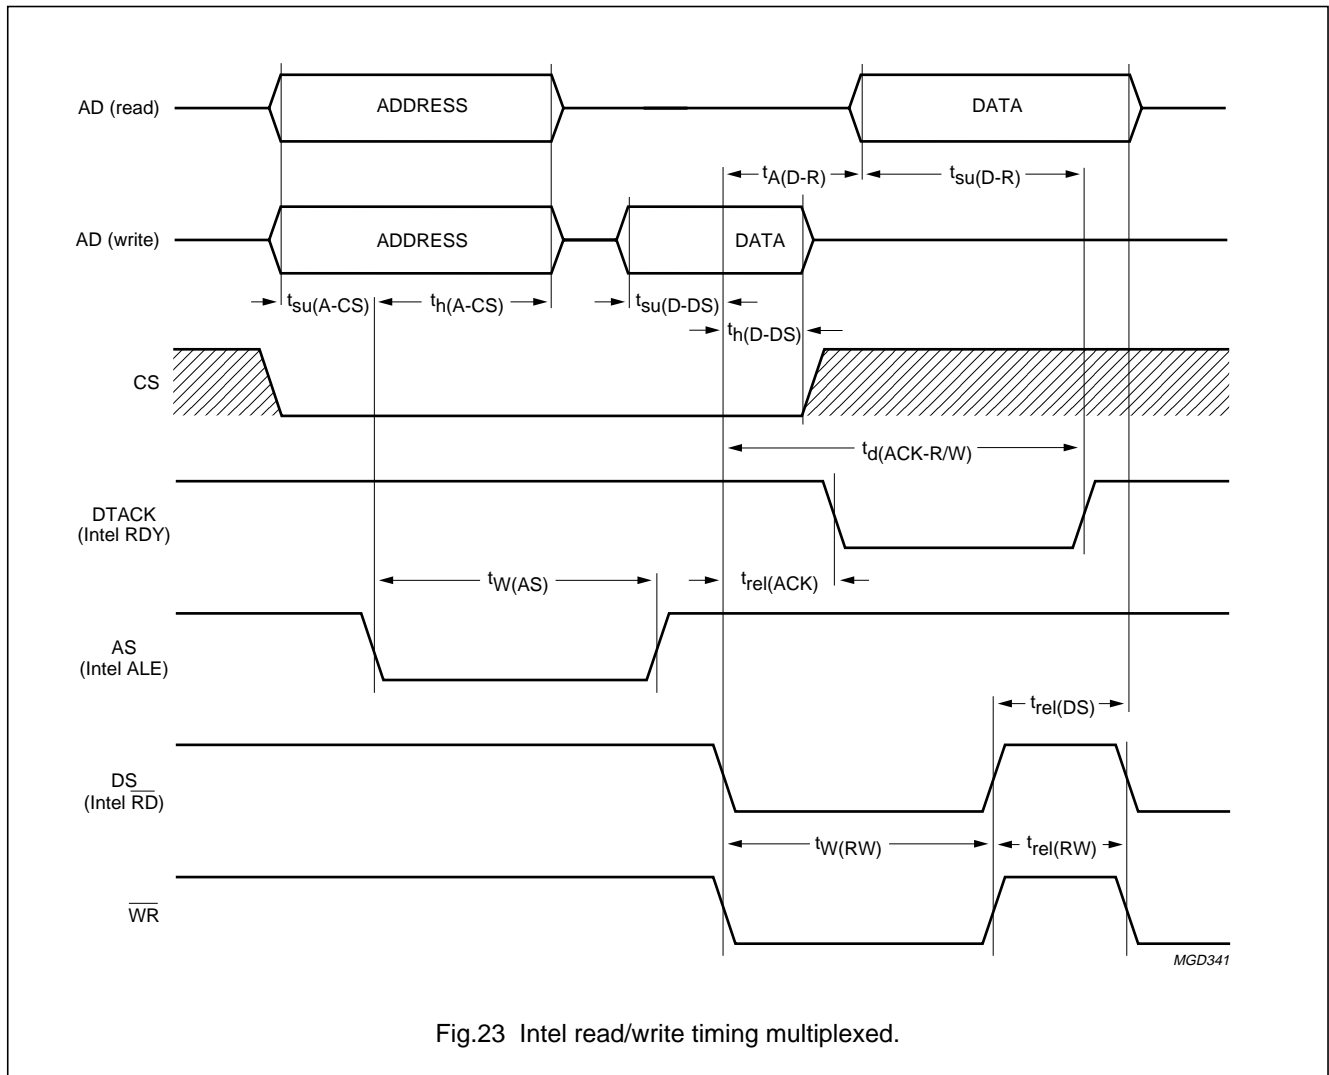 AD (read)
ADDRESS
DATA
tA(D-R)
tsu(D-R)
AD (write)
ADDRESS
DATA
tsu(A-CS)
th(A-CS)
tsu(D-DS)
th(D-DS)
CS
td(ACK-R/W)
DTACK
(Intel RDY)
tW(AS)
trel(ACK)
AS
(Intel ALE)
trel(DS)
DS
(Intel R̅D̅)
tW(RW)
trel(RW)
W̅R̅
MGD341
Fig.23 Intel read/write timing multiplexed.